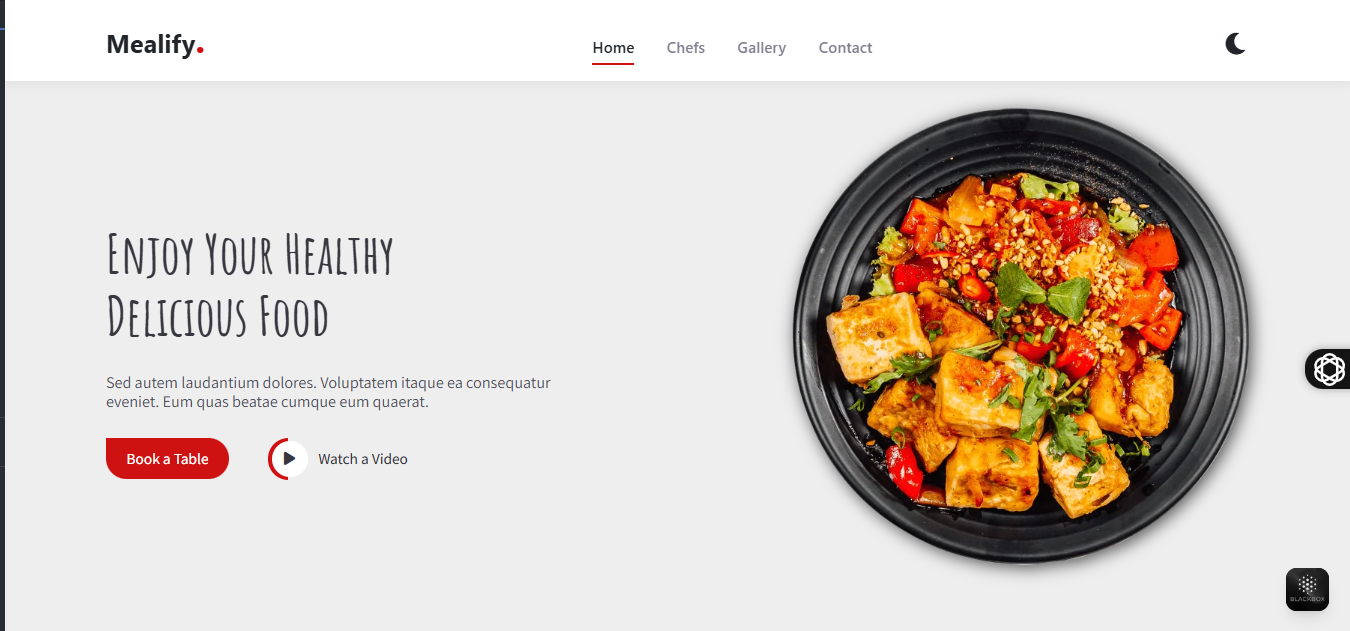 Mealify.
Home Chefs Gallery Contact
Enjoy Your Healthy
Delicious Food
Sed autem laudantium dolores. Voluptatem itaque ea consequatur
eveniet. Eum quas beatae cumque eum quaerat.
Book a Table
Watch a Video
BLACKBOX